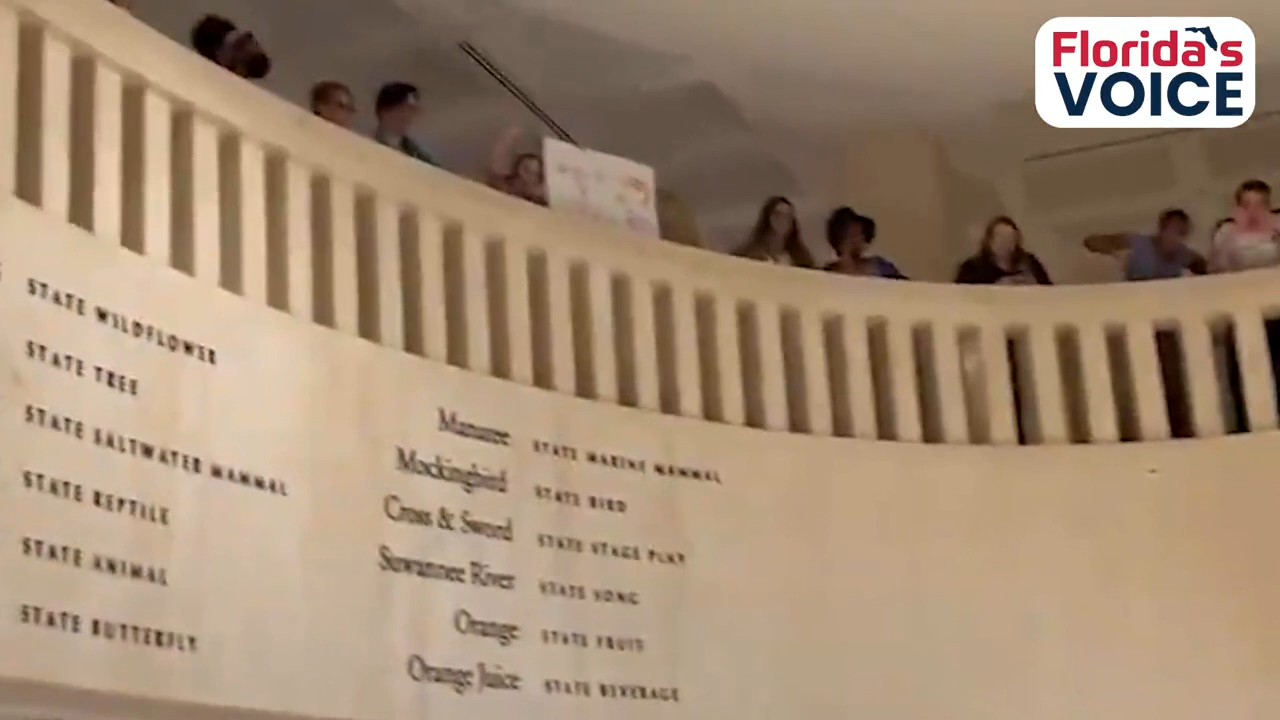 Florida's
VOICE
STATE WILDFLOWER
STATE TREE
STATE SALTWATER MAMMAL
STATE REPTILE
STATE ANIMAL
STATE BUTTERFLY
Manatee STATE MARINE MAMMAL
Mockingbird STATE BIRD
Cross & Sword STATE STAGE PLAY
Suwannee River STATE SONG
Orange STATE FRUIT
Orange Juice STATE BEVERAGE